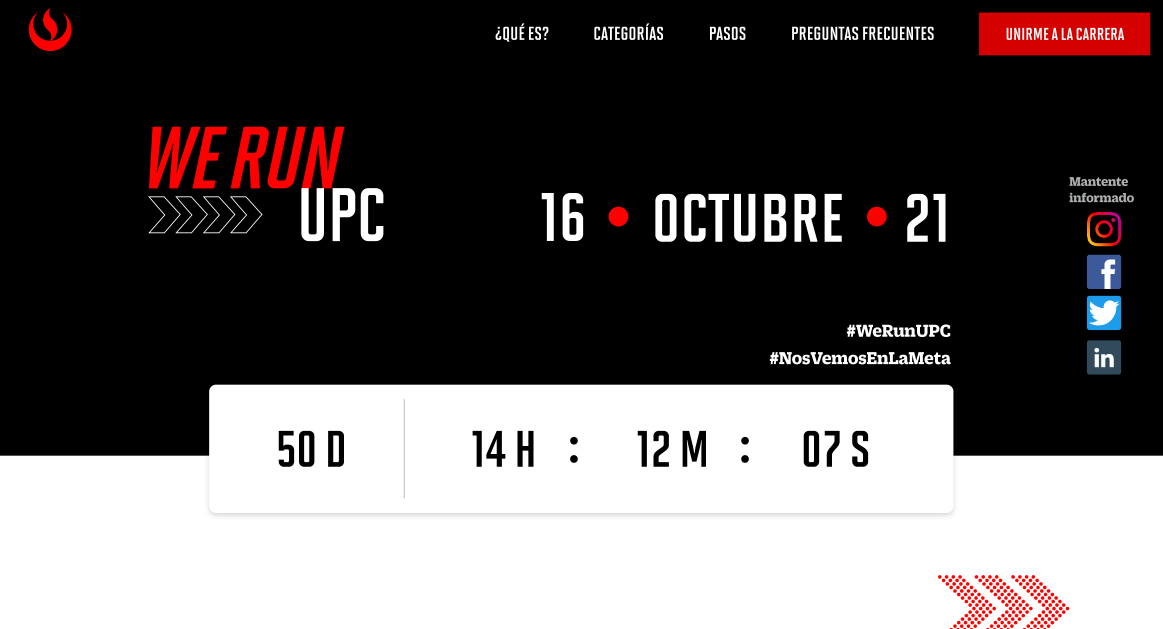 ¿QUÉ ES? CATEGORÍAS PASOS PREGUNTAS FRECUENTES UNIRME A LA CARRERA
WE RUN
UPC
16 • OCTUBRE • 21
Mantente
informado
#WeRunUPC
#NosVemosEnLaMeta
50 D 14 H : 12 M : 07 S